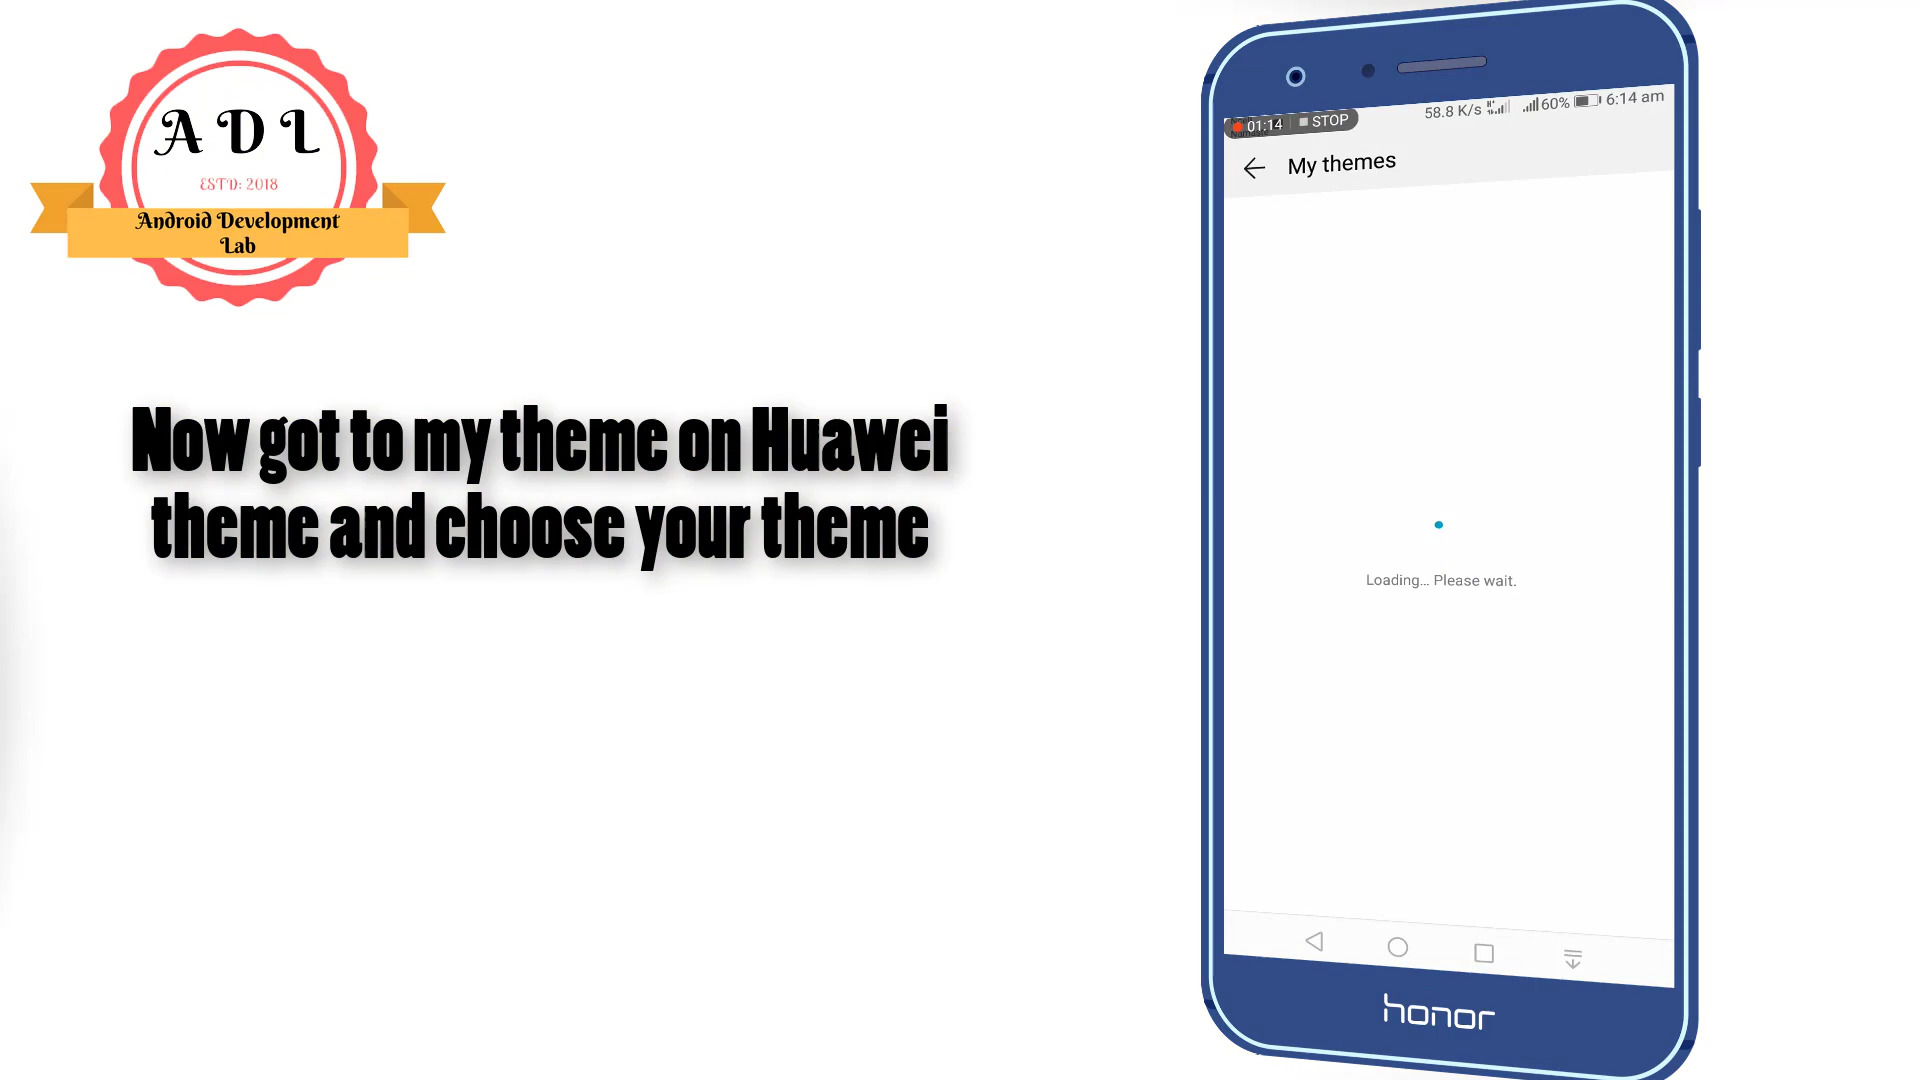 A D L
ESTD: 2018
Android Development
Lab
Now got to my theme on Huawei
theme and choose your theme
01:14 STOP
58.8 K/s 60% 6:14 am
My themes
Loading... Please wait.
honor